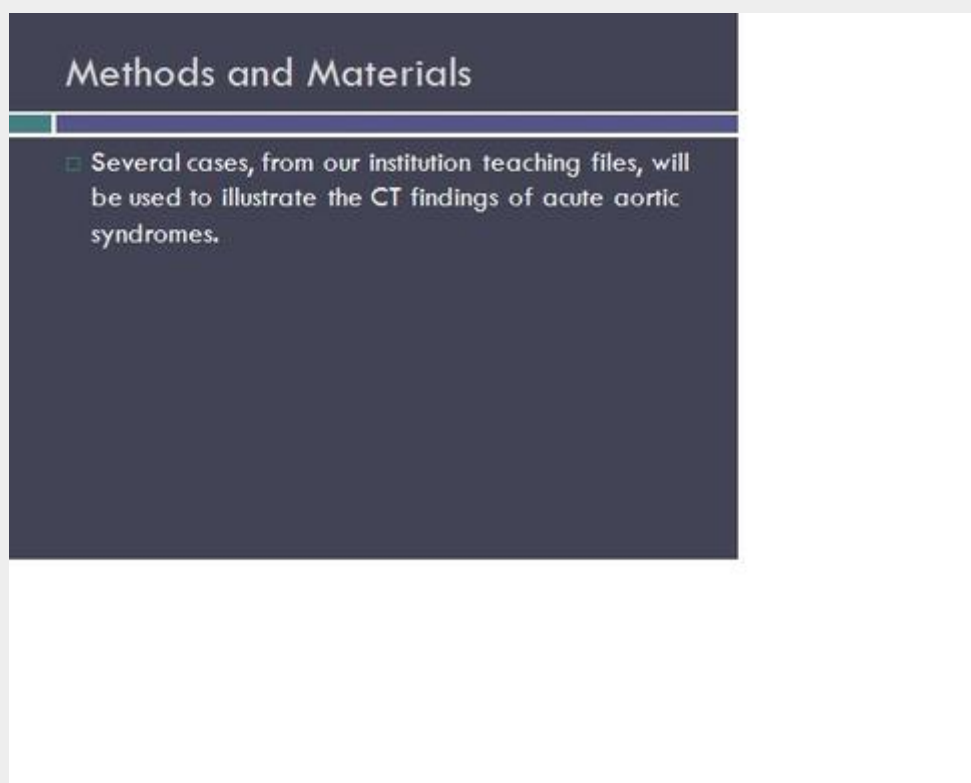 Methods and Materials
Several cases, from our institution teaching files, will
be used to illustrate the CT findings of acute aortic
syndromes.